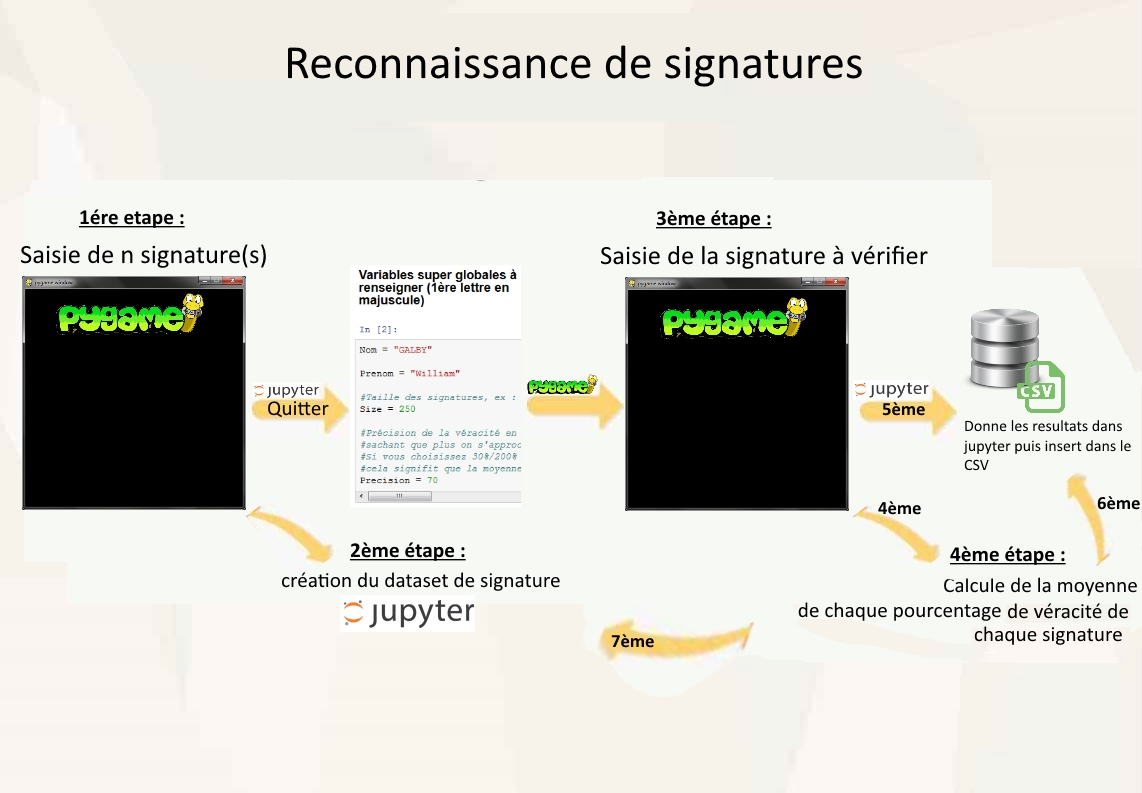 Reconnaissance de signatures
1ére etape :
Saisie de n signature(s)
pygame window
pygame
jupyter
Quitter
Variables super globales à
renseigner (1ère lettre en
majuscule)
In [2]:
Nom = "GALBY"
Prenom = "William"
#Taille des signatures, ex :
Size = 250
#Précision de la véracité en
#sachant que plus on s'approc
#Si vous choisissez 30%/200%
#cela signifit que la moyenne
Precision = 70
2ème étape :
création du dataset de signature
jupyter
pygame
3ème étape :
Saisie de la signature à vérifier
pygame window
pygame
jupyter
5ème
CSV
Donne les resultats dans
jupyter puis insert dans le
CSV
4ème
6ème
4ème étape :
Calcule de la moyenne
de chaque pourcentage de véracité de
chaque signature
7ème